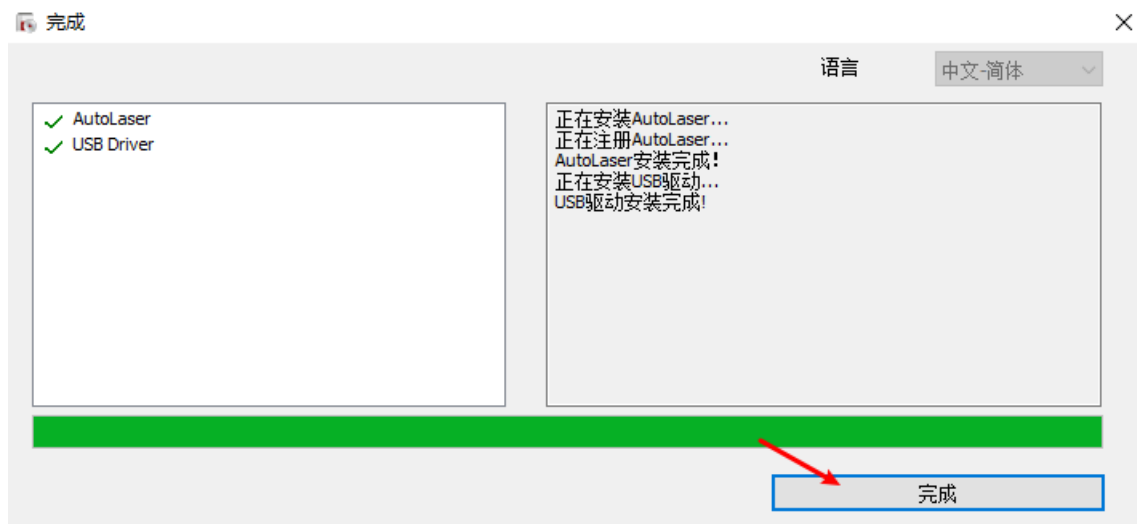 完成
语言
中文-简体
AutoLaser
USB Driver
正在安装AutoLaser...
正在注册AutoLaser...
AutoLaser安装完成!
正在安装USB驱动...
USB驱动安装完成!
完成